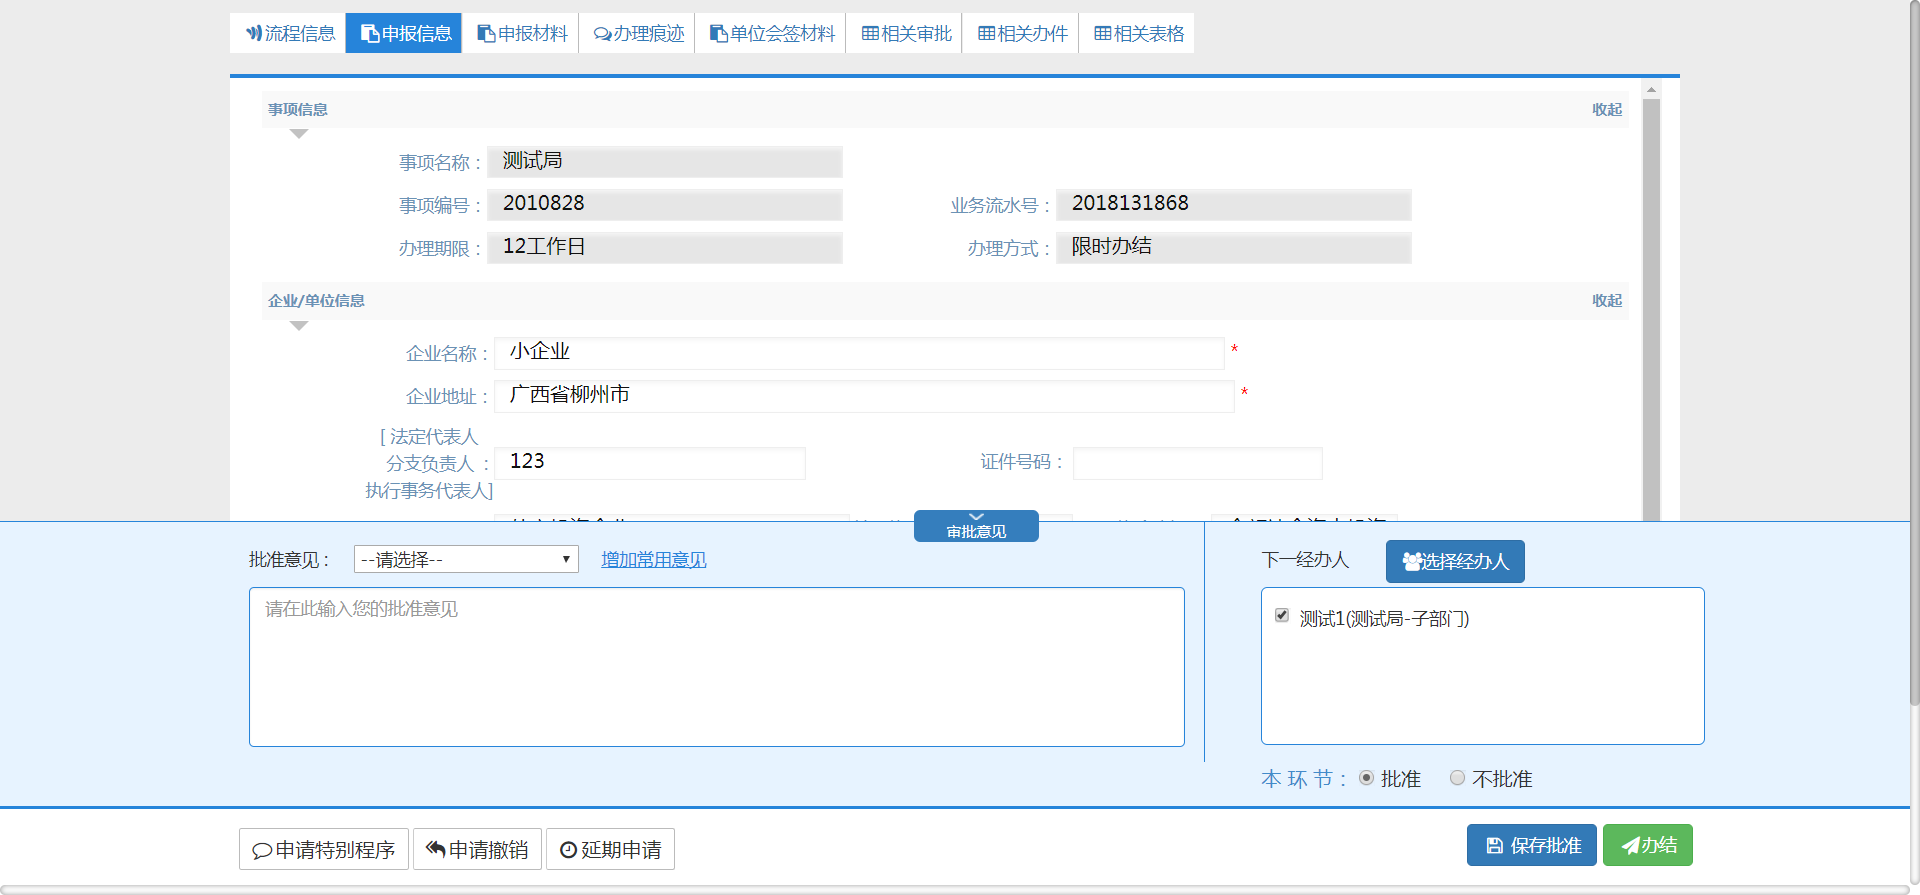 流程信息 申报信息 申报材料 办理痕迹 单位会签材料 相关审批 相关办件 相关表格
事项信息 收起
事项名称： 测试局
事项编号： 2010828 业务流水号： 2018131868
办理期限： 12工作日 办理方式： 限时办结
企业/单位信息 收起
企业名称： 小企业 *
企业地址： 广西省柳州市 *
[ 法定代表人
分支负责人 ： 123 证件号码：
执行事务代表人]
审批意见
批准意见： --请选择-- 增加常用意见 下一经办人 选择经办人
请在此输入您的批准意见
测试1(测试局-子部门)
本 环 节： 批准 不批准
申请特别程序 申请撤销 延期申请 保存批准 办结